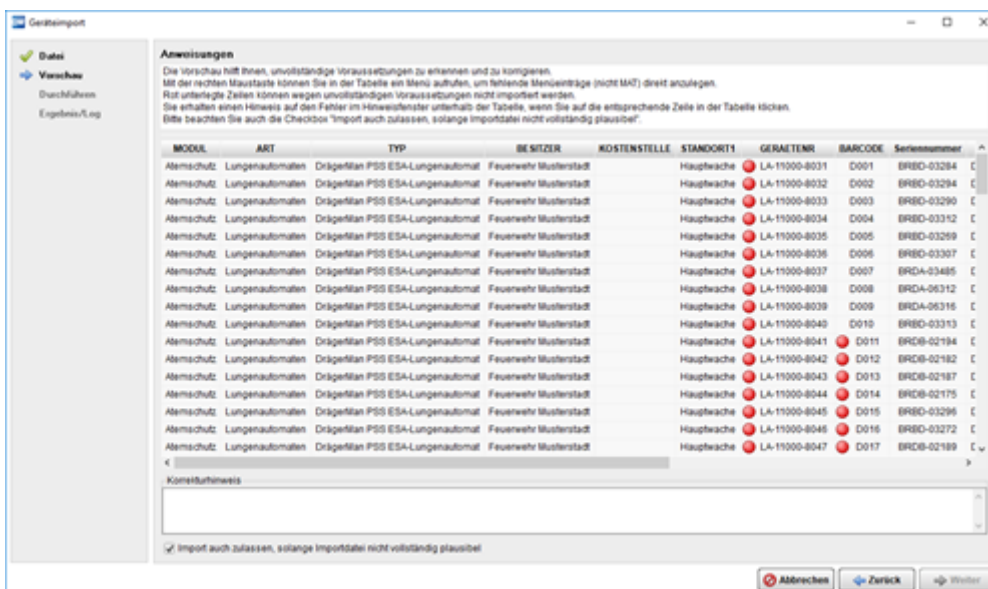 Geräteimport
Datei
Vorschau
Durchführen
Ergebnis/Log
Anweisungen
Die Vorschau hilft Ihnen, unvollständige Voraussetzungen zu erkennen und zu korrigieren.
Mit der rechten Maustaste können Sie in der Tabelle ein Menü aufrufen, um fehlende Menüeinträge (nicht MAT) direkt anzulegen.
Rot unterlegte Zeilen können wegen unvollständigen Voraussetzungen nicht importiert werden.
Sie erhalten einen Hinweis auf den Fehler im Hinweisfenster unterhalb der Tabelle, wenn Sie auf die entsprechende Zeile in der Tabelle klicken.
Bitte beachten Sie auch die Checkbox "Import auch zulassen, solange Importdatei nicht vollständig plausibel".
MODUL ART TYP BESITZER KOSTENSTELLE STANDORT1 GERAETENR BARCODE Seriennummer
Atemschutz Lungenautomaten DrägerMan PSS ESA-Lungenautomat Feuerwehr Musterstadt Hauptwache LA-11000-8031 D001 BRBD-03284
Atemschutz Lungenautomaten DrägerMan PSS ESA-Lungenautomat Feuerwehr Musterstadt Hauptwache LA-11000-8032 D002 BRBD-03294
Atemschutz Lungenautomaten DrägerMan PSS ESA-Lungenautomat Feuerwehr Musterstadt Hauptwache LA-11000-8033 D003 BRBD-03290
Atemschutz Lungenautomaten DrägerMan PSS ESA-Lungenautomat Feuerwehr Musterstadt Hauptwache LA-11000-8034 D004 BRBD-03312
Atemschutz Lungenautomaten DrägerMan PSS ESA-Lungenautomat Feuerwehr Musterstadt Hauptwache LA-11000-8035 D005 BRBD-03269
Atemschutz Lungenautomaten DrägerMan PSS ESA-Lungenautomat Feuerwehr Musterstadt Hauptwache LA-11000-8036 D006 BRBD-03307
Atemschutz Lungenautomaten DrägerMan PSS ESA-Lungenautomat Feuerwehr Musterstadt Hauptwache LA-11000-8037 D007 BRDA-03485
Atemschutz Lungenautomaten DrägerMan PSS ESA-Lungenautomat Feuerwehr Musterstadt Hauptwache LA-11000-8038 D008 BRDA-06312
Atemschutz Lungenautomaten DrägerMan PSS ESA-Lungenautomat Feuerwehr Musterstadt Hauptwache LA-11000-8039 D009 BRDA-06316
Atemschutz Lungenautomaten DrägerMan PSS ESA-Lungenautomat Feuerwehr Musterstadt Hauptwache LA-11000-8040 D010 BRBD-03313
Atemschutz Lungenautomaten DrägerMan PSS ESA-Lungenautomat Feuerwehr Musterstadt Hauptwache LA-11000-8041 D011 BRDB-02194
Atemschutz Lungenautomaten DrägerMan PSS ESA-Lungenautomat Feuerwehr Musterstadt Hauptwache LA-11000-8042 D012 BRDB-02182
Atemschutz Lungenautomaten DrägerMan PSS ESA-Lungenautomat Feuerwehr Musterstadt Hauptwache LA-11000-8043 D013 BRDB-02187
Atemschutz Lungenautomaten DrägerMan PSS ESA-Lungenautomat Feuerwehr Musterstadt Hauptwache LA-11000-8044 D014 BRDB-02175
Atemschutz Lungenautomaten DrägerMan PSS ESA-Lungenautomat Feuerwehr Musterstadt Hauptwache LA-11000-8045 D015 BRBD-03296
Atemschutz Lungenautomaten DrägerMan PSS ESA-Lungenautomat Feuerwehr Musterstadt Hauptwache LA-11000-8046 D016 BRBD-03272
Atemschutz Lungenautomaten DrägerMan PSS ESA-Lungenautomat Feuerwehr Musterstadt Hauptwache LA-11000-8047 D017 BRDB-02189
Korrekturhinweis
Import auch zulassen, solange Importdatei nicht vollständig plausibel
Abbrechen Zurück Weiter